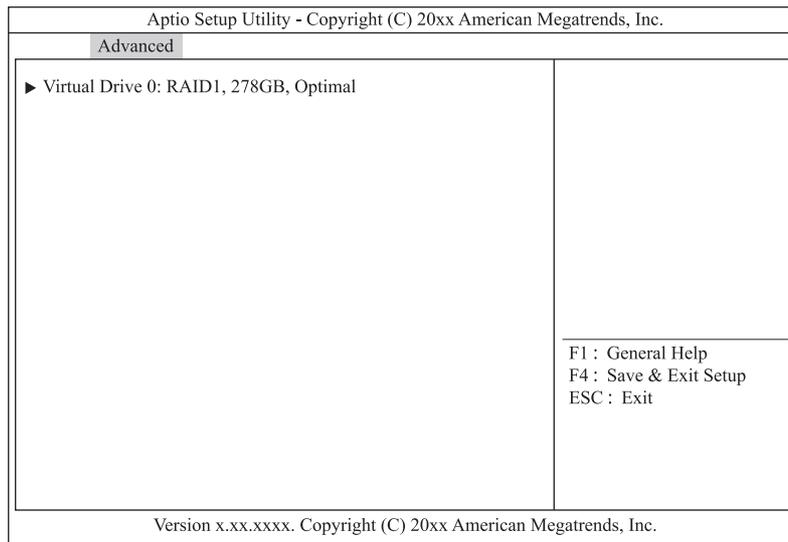 Aptio Setup Utility - Copyright (C) 20xx American Megatrends, Inc.
Advanced
▶ Virtual Drive 0: RAID1, 278GB, Optimal
F1 : General Help
F4 : Save & Exit Setup
ESC : Exit
Version x.xx.xxxx. Copyright (C) 20xx American Megatrends, Inc.